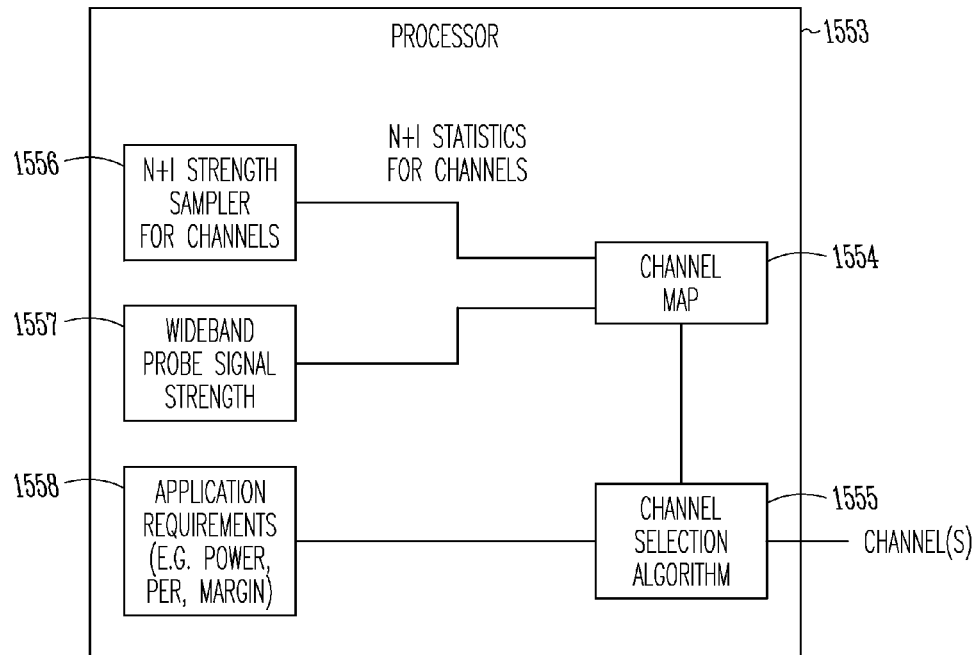 PROCESSOR
1553
N+I STATISTICS
FOR CHANNELS
1556
N+I STRENGTH
SAMPLER
FOR CHANNELS
1554
CHANNEL
MAP
1557
WIDEBAND
PROBE SIGNAL
STRENGTH
1558
APPLICATION
REQUIREMENTS
(E.G. POWER,
PER, MARGIN)
1555
CHANNEL
SELECTION
ALGORITHM
CHANNEL(S)